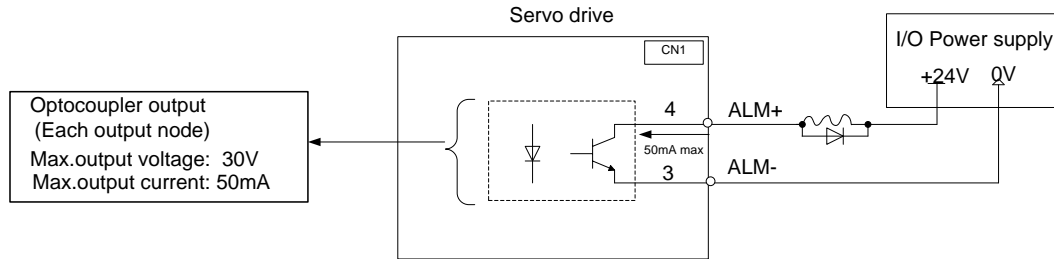 Servo drive
CN1
I/O Power supply
+24V 0V
Optocoupler output
(Each output node)
Max.output voltage: 30V
Max.output current: 50mA
4 ALM+
50mA max
3 ALM-